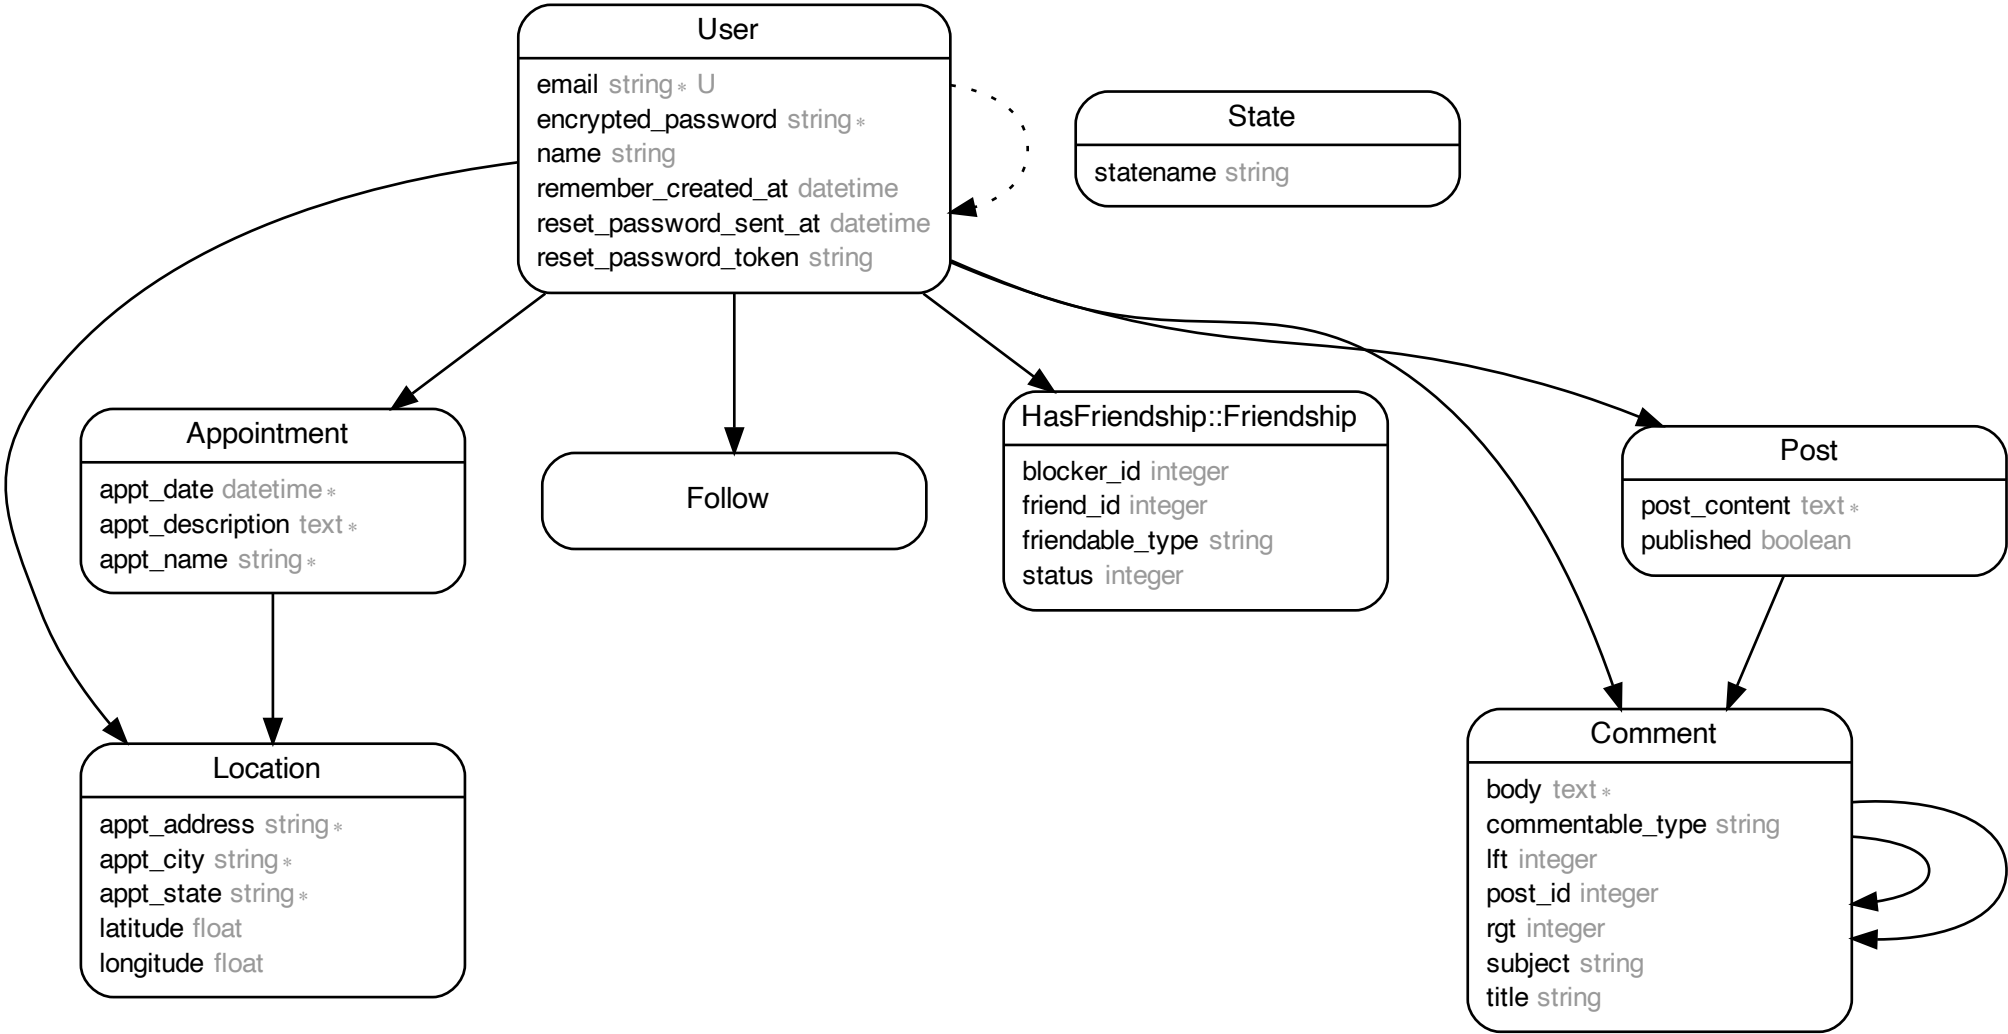 User
email string * U
encrypted_password string *
name string
remember_created_at datetime
reset_password_sent_at datetime
reset_password_token string
State
statename string
Appointment
appt_date datetime *
appt_description text *
appt_name string *
Follow
HasFriendship::Friendship
blocker_id integer
friend_id integer
friendable_type string
status integer
Post
post_content text *
published boolean
Location
appt_address string *
appt_city string *
appt_state string *
latitude float
longitude float
Comment
body text *
commentable_type string
lft integer
post_id integer
rgt integer
subject string
title string